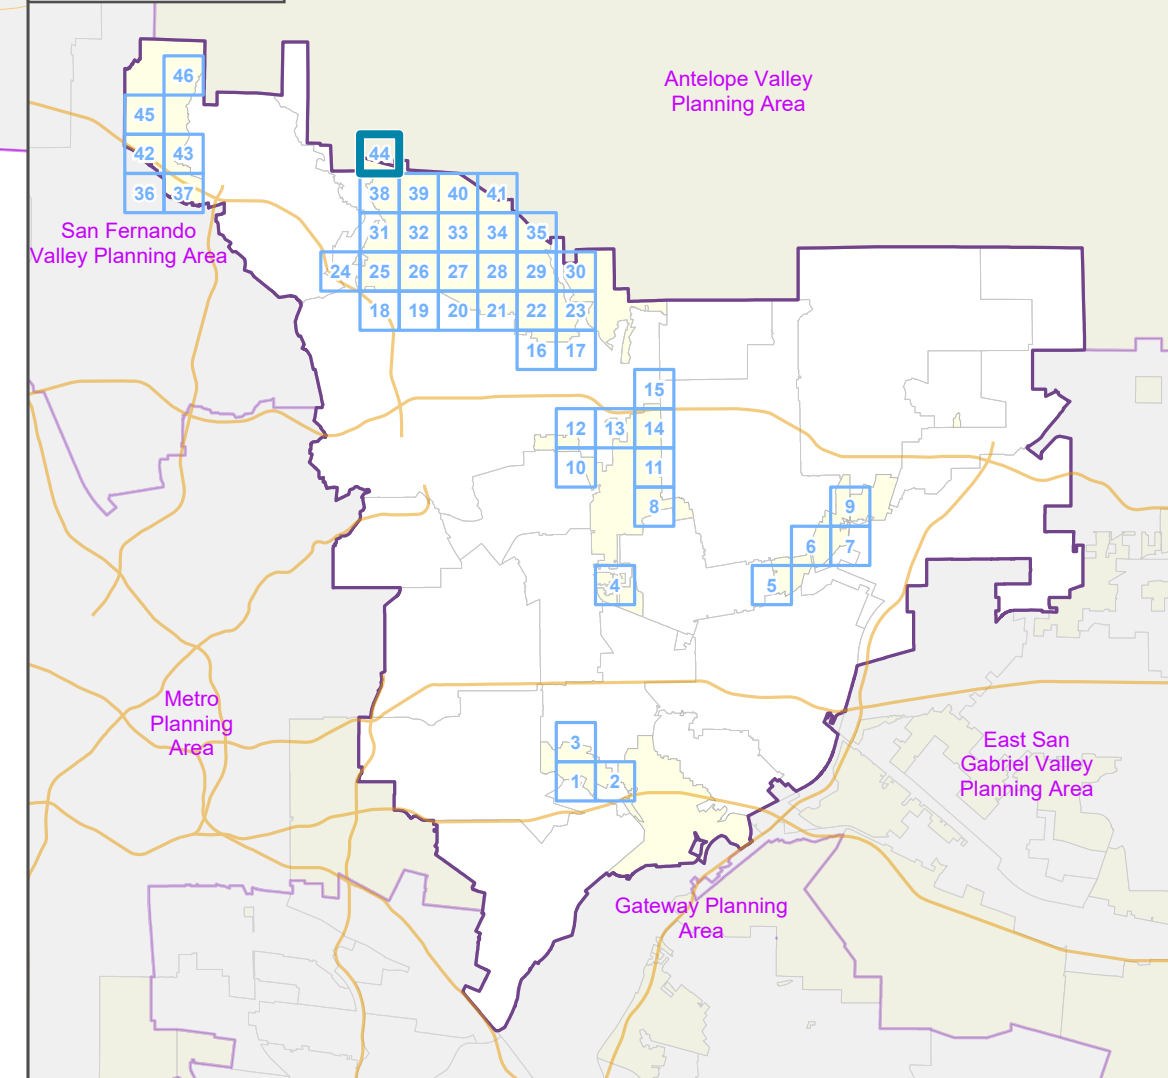 Antelope Valley
Planning Area
46
45
42 43
44
36 37
38 39 40 41
San Fernando
Valley Planning Area
31 32 33 34 35
24 25 26 27 28 29 30
18 19 20 21 22 23
16 17
15
12 13 14
10 11
8
9
6 7
5
4
Metro
Planning
Area
3
1 2
East San
Gabriel Valley
Planning Area
Gateway Planning
Area